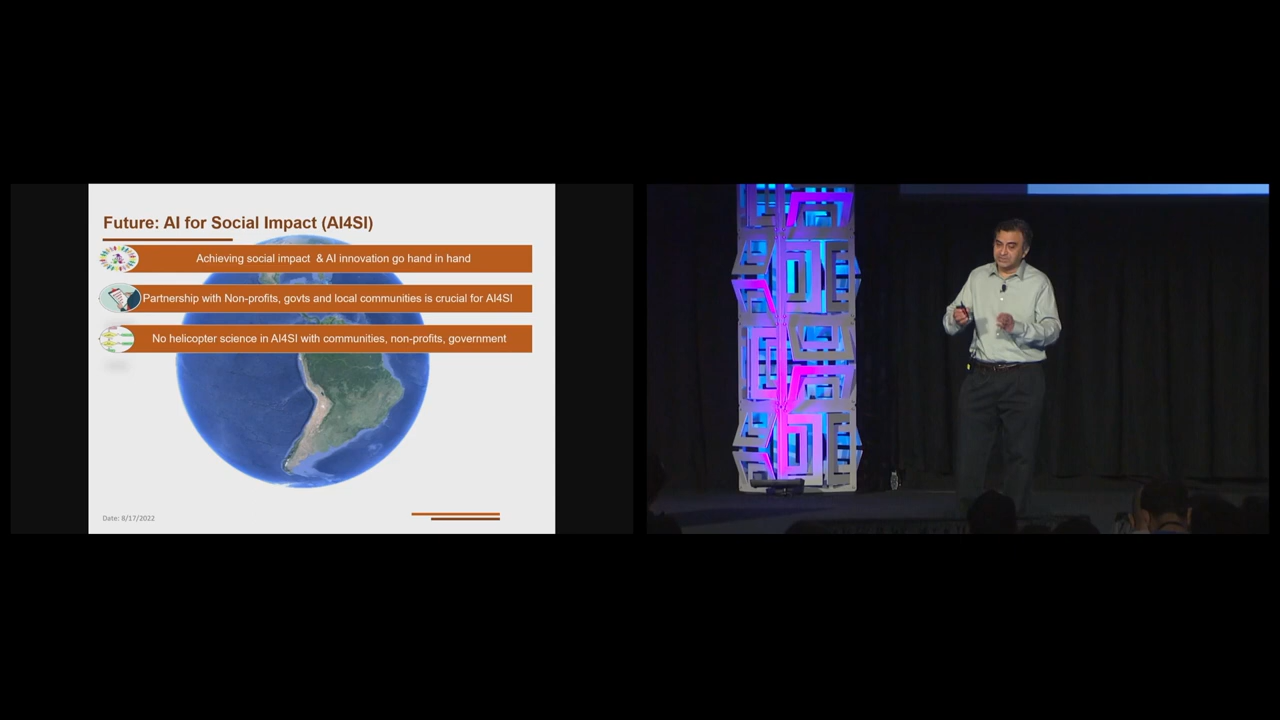 Future: AI for Social Impact (AI4SI)
Achieving social impact & AI innovation go hand in hand
Partnership with Non-profits, govts and local communities is crucial for AI4SI
No helicopter science in AI4SI with communities, non-profits, government
Date: 8/17/2022